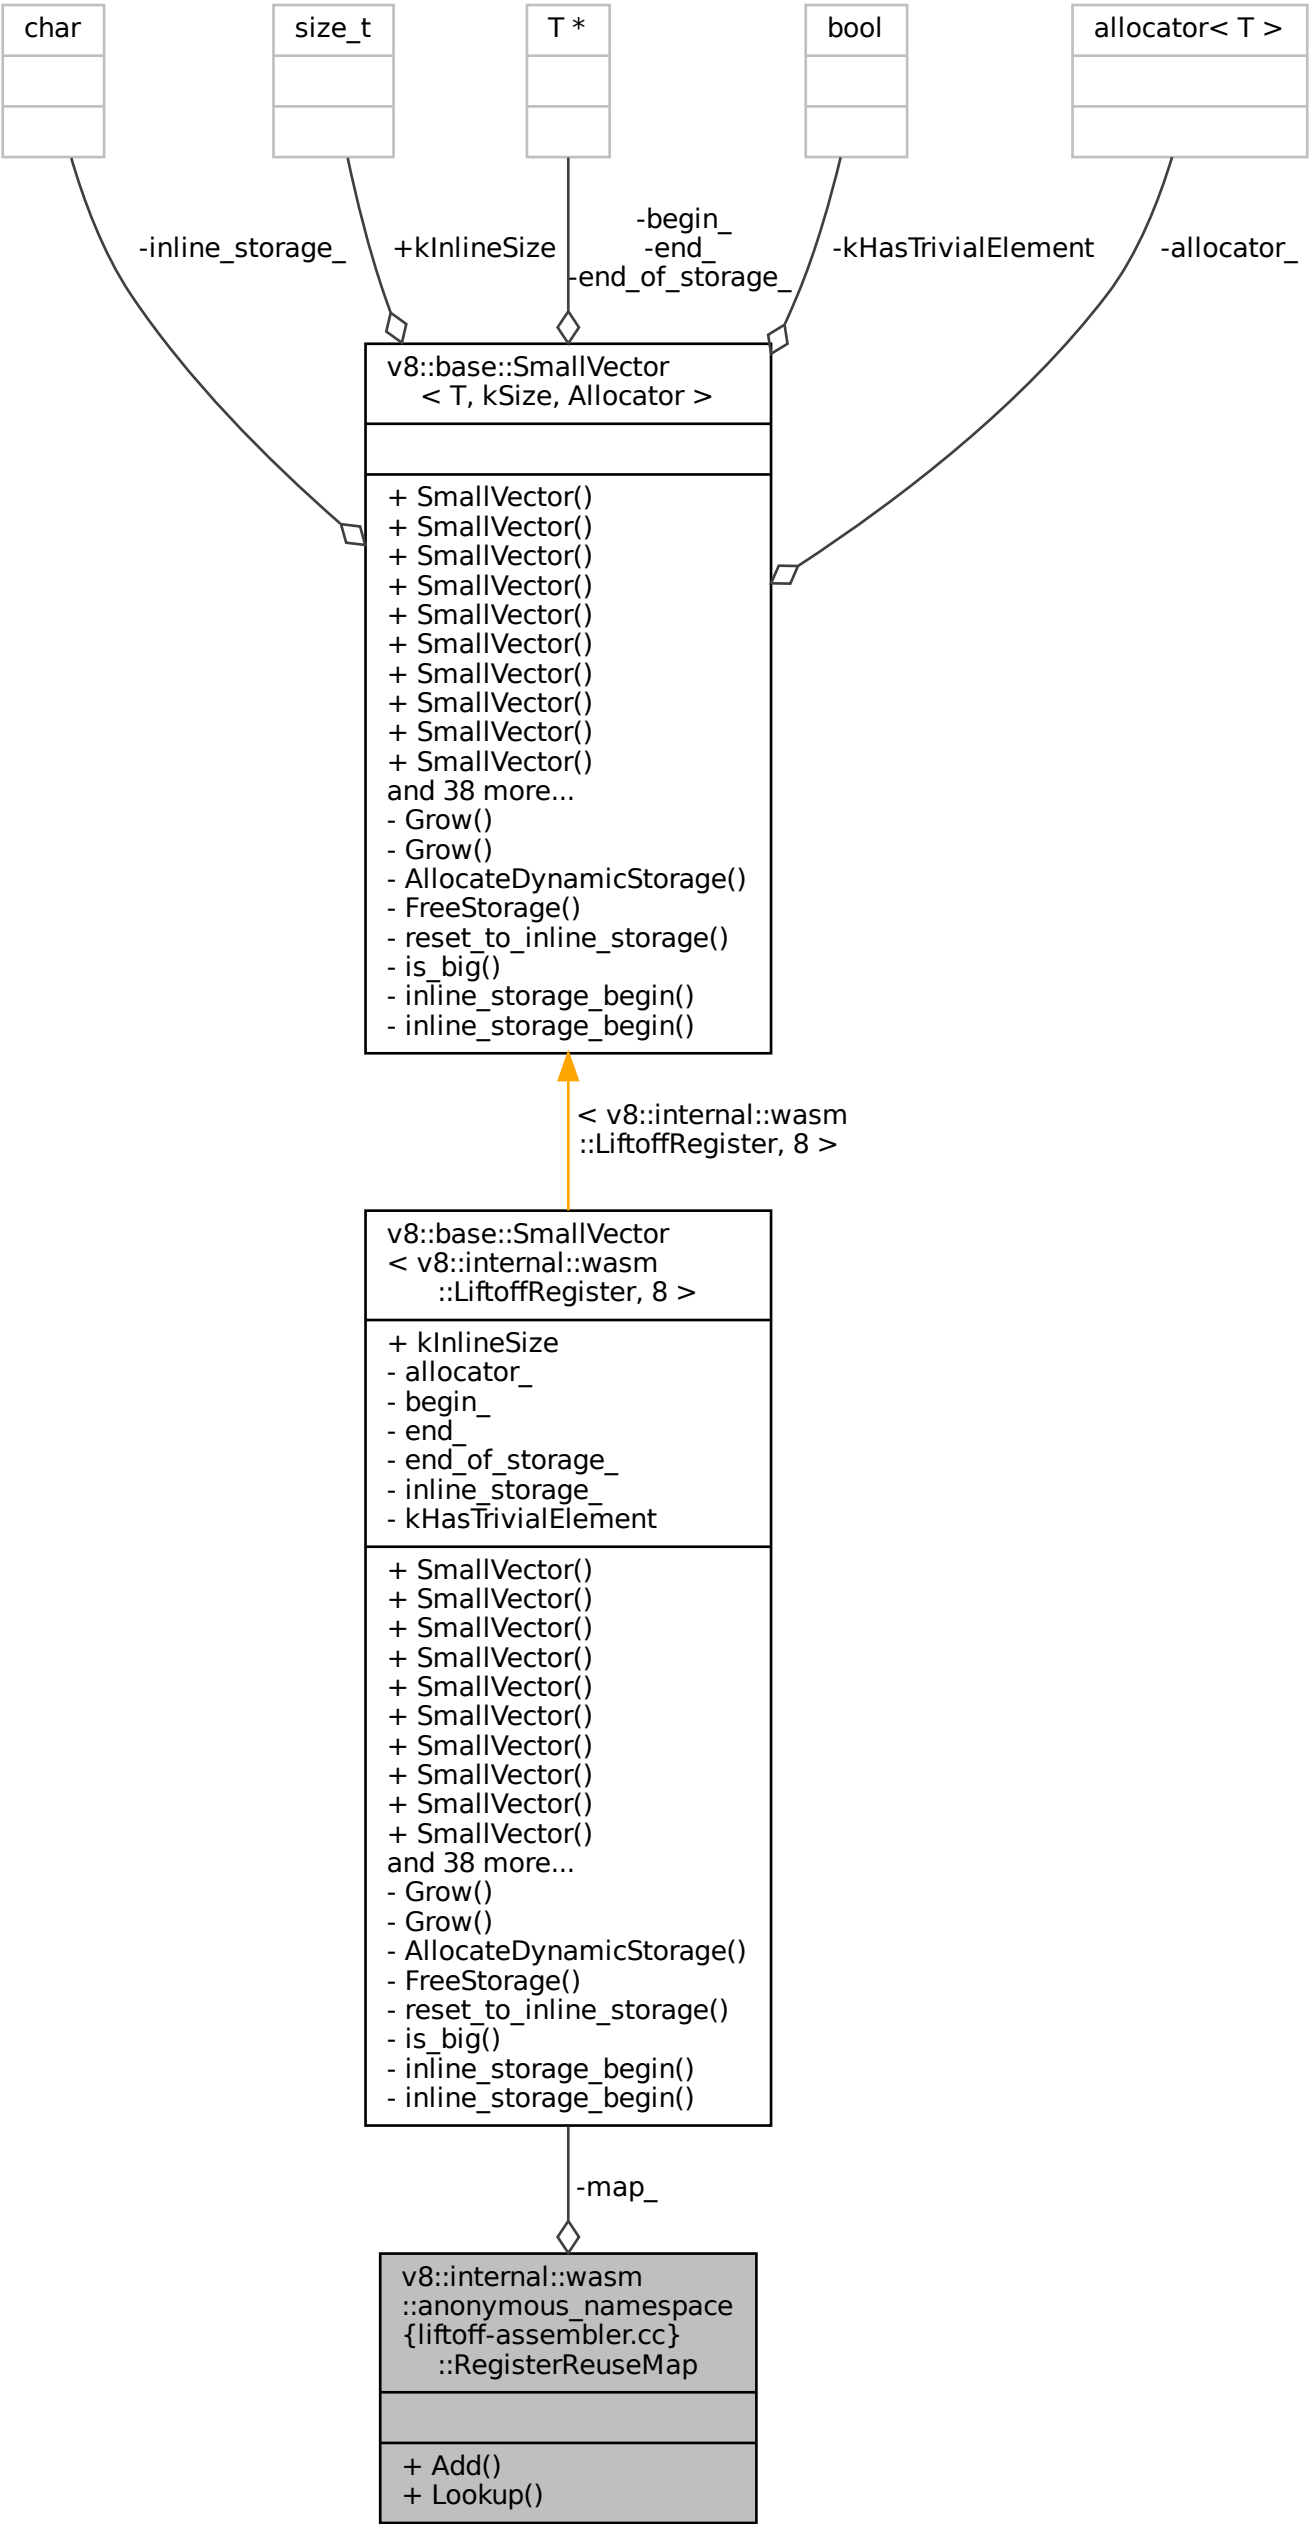 char
size_t
T *
bool
allocator< T >
-inline_storage_
+kInlineSize
-begin_
-end_
-end_of_storage_
-kHasTrivialElement
-allocator_
v8::base::SmallVector
< T, kSize, Allocator >
+ SmallVector()
+ SmallVector()
+ SmallVector()
+ SmallVector()
+ SmallVector()
+ SmallVector()
+ SmallVector()
+ SmallVector()
+ SmallVector()
+ SmallVector()
and 38 more...
- Grow()
- Grow()
- AllocateDynamicStorage()
- FreeStorage()
- reset_to_inline_storage()
- is_big()
- inline_storage_begin()
- inline_storage_begin()
< v8::internal::wasm
::LiftoffRegister, 8 >
v8::base::SmallVector
< v8::internal::wasm
::LiftoffRegister, 8 >
+ kInlineSize
- allocator_
- begin_
- end_
- end_of_storage_
- inline_storage_
- kHasTrivialElement
+ SmallVector()
+ SmallVector()
+ SmallVector()
+ SmallVector()
+ SmallVector()
+ SmallVector()
+ SmallVector()
+ SmallVector()
+ SmallVector()
+ SmallVector()
and 38 more...
- Grow()
- Grow()
- AllocateDynamicStorage()
- FreeStorage()
- reset_to_inline_storage()
- is_big()
- inline_storage_begin()
- inline_storage_begin()
-map_
v8::internal::wasm
::anonymous_namespace
{liftoff-assembler.cc}
::RegisterReuseMap
+ Add()
+ Lookup()